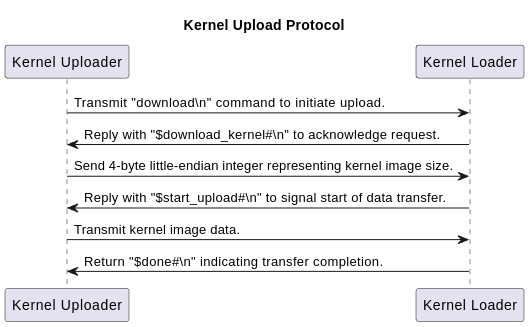 Kernel Upload Protocol
Kernel Uploader
Kernel Loader
Transmit "download\n" command to initiate upload.
Reply with "$download_kernel#\n" to acknowledge request.
Send 4-byte little-endian integer representing kernel image size.
Reply with "$start_upload#\n" to signal start of data transfer.
Transmit kernel image data.
Return "$done#\n" indicating transfer completion.
Kernel Uploader
Kernel Loader